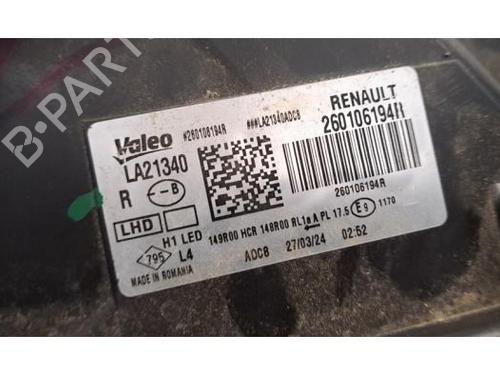 B-PARTS
Valeo
#260106194R
###LA21340ADC8
RENAULT
260106194R
LA21340
R
B
LHD
H1 LED
L4
795
MADE IN ROMANIA
149R00 HCR 148R00 RL1a A PL 17.5 E9 1170
ADC8 27/03/24 02:52
260106194R